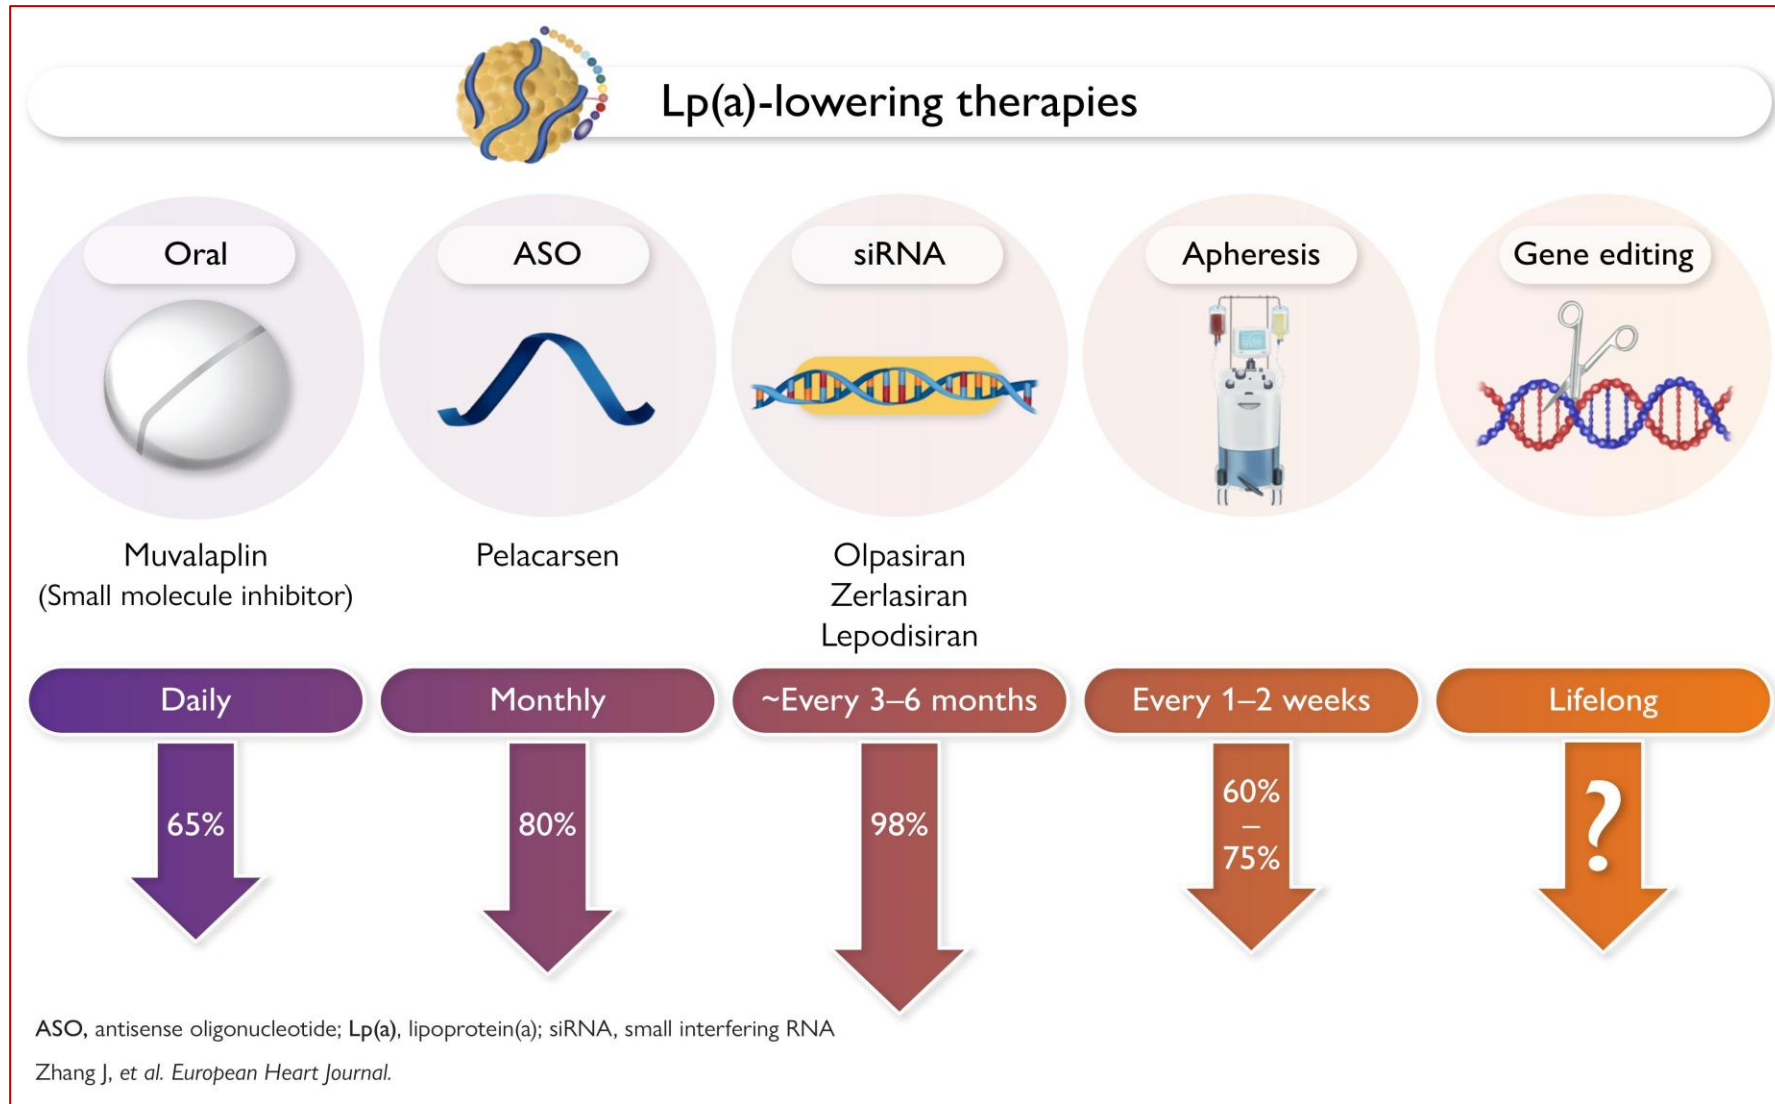 Lp(a)-lowering therapies
Oral
ASO
siRNA
Apheresis
Gene editing
Muvalaplin
(Small molecule inhibitor)
Pelacarsen
Olpasiran
Zerlasiran
Lepodisiran
Daily
Monthly
~Every 3–6 months
Every 1–2 weeks
Lifelong
65%
80%
98%
60%
–
75%
?
ASO, antisense oligonucleotide; Lp(a), lipoprotein(a); siRNA, small interfering RNA
Zhang J, et al. European Heart Journal.